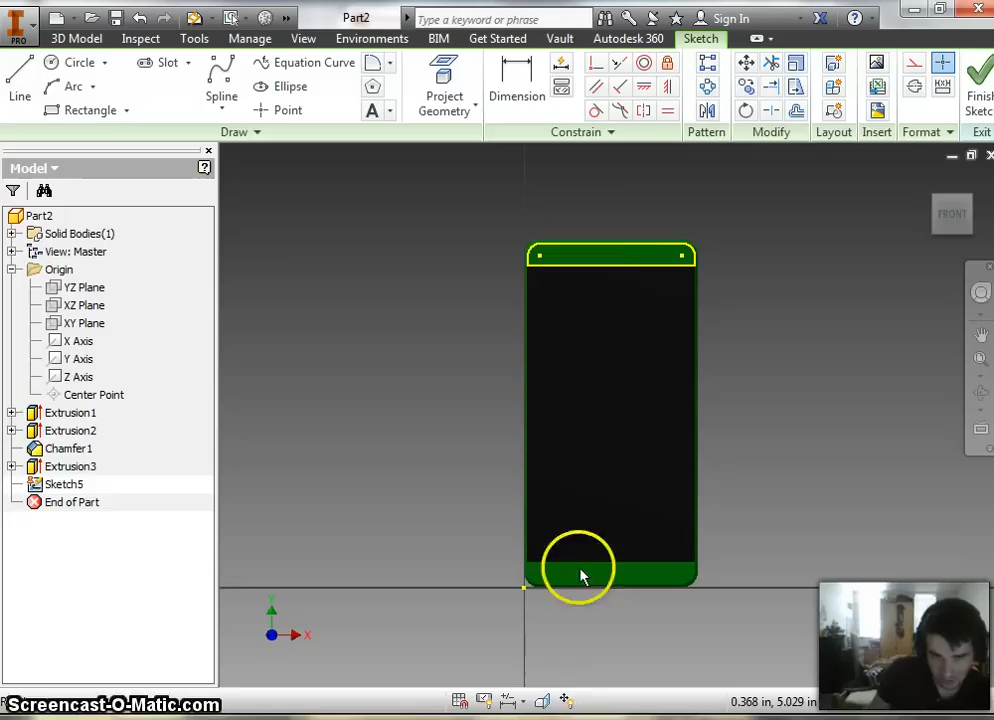 Part2
Type a keyword or phrase
Sign In
PRO
3D Model
Inspect
Tools
Manage
View
Environments
BIM
Get Started
Vault
Autodesk 360
Sketch
Line
Circle
Arc
Rectangle
Slot
Spline
Equation Curve
Ellipse
Point
A
Project Geometry
Dimension
Finish
Sketc
Draw
Constrain
Pattern
Modify
Layout
Insert
Format
Exit
Model
Part2
Solid Bodies(1)
View: Master
Origin
YZ Plane
XZ Plane
XY Plane
X Axis
Y Axis
Z Axis
Center Point
Extrusion1
Extrusion2
Chamfer1
Extrusion3
Sketch5
End of Part
FRONT
Y
X
Screencast-O-Matic.com
0.368 in, 5.029 in